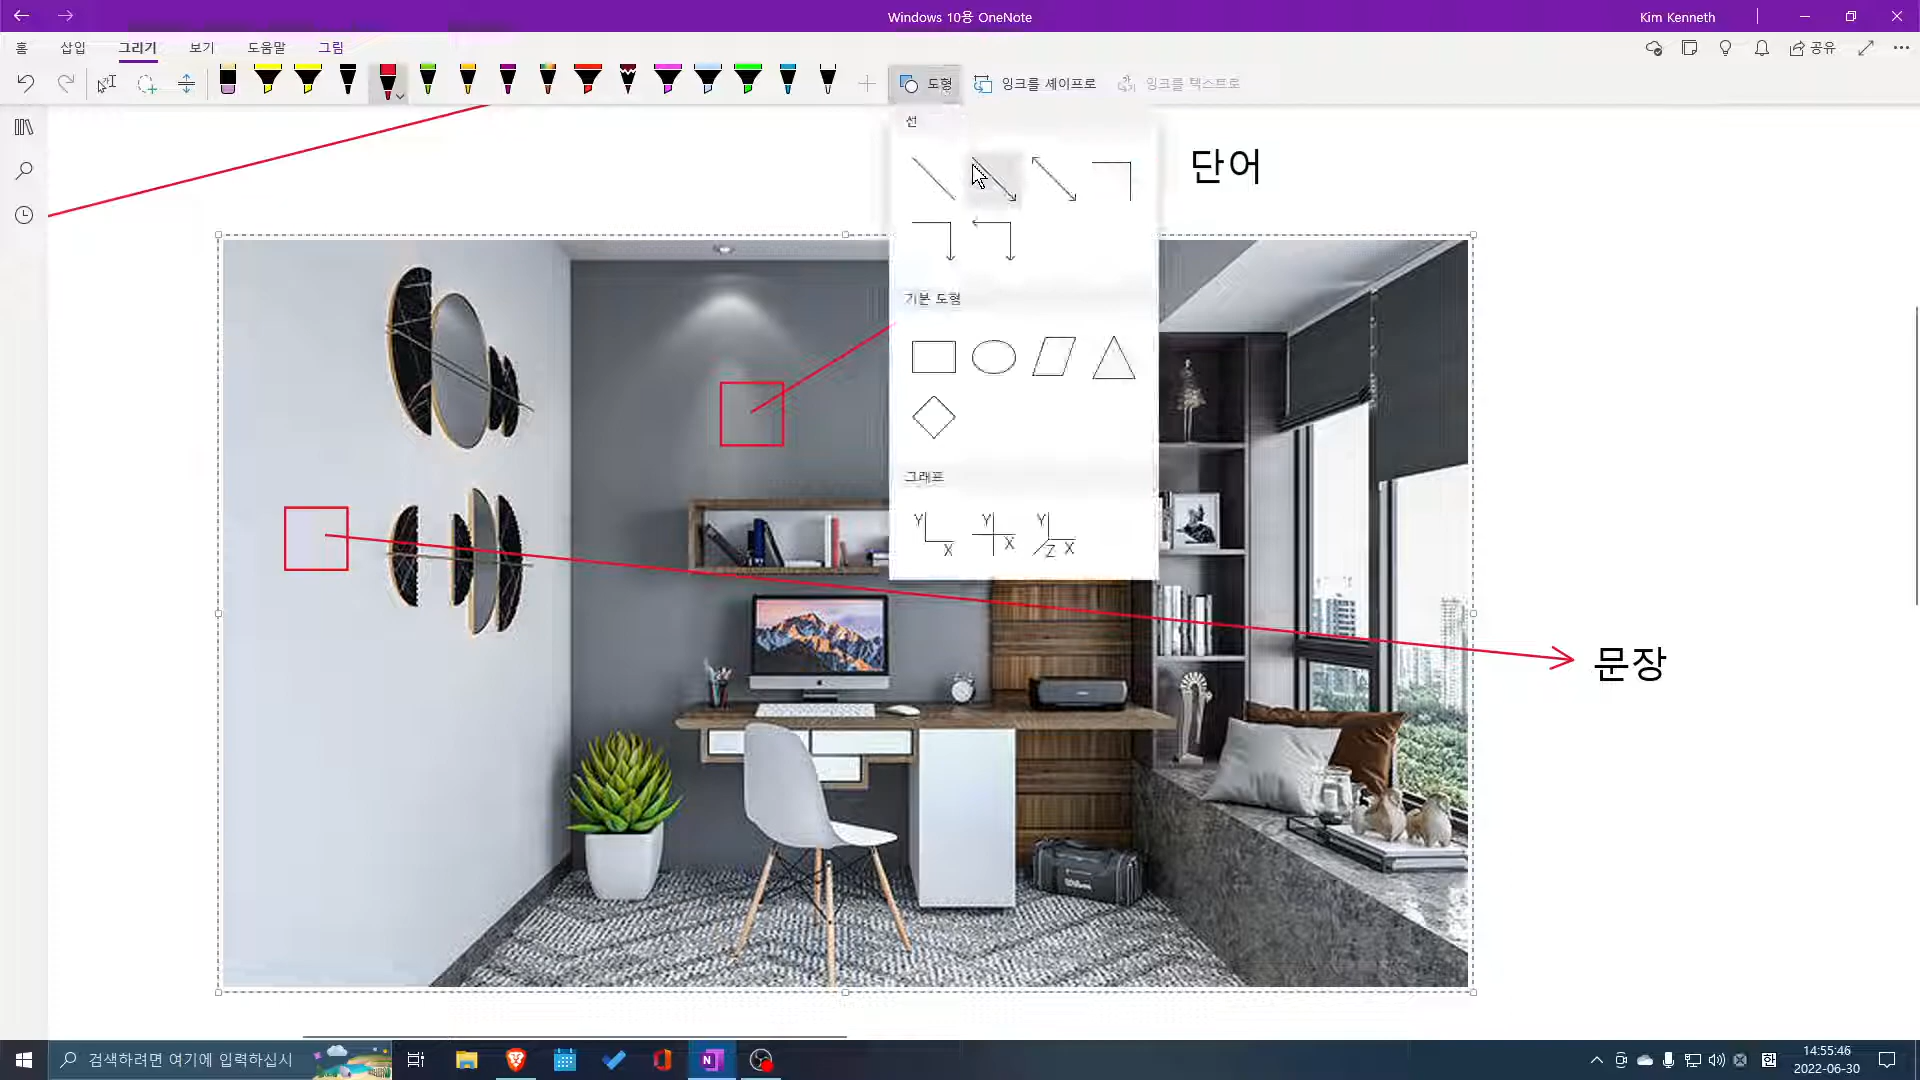 Windows 10용 OneNote
Kim Kenneth
홈
삽입
그리기
보기
도움말
그림
공유
도형
잉크를 셰이프로
잉크를 텍스트로
선
단어
기본 도형
그래프
Y
X
Y
X
Y
Z
X
문장
검색하려면 여기에 입력하십시
한
14:55:46
2022-06-30